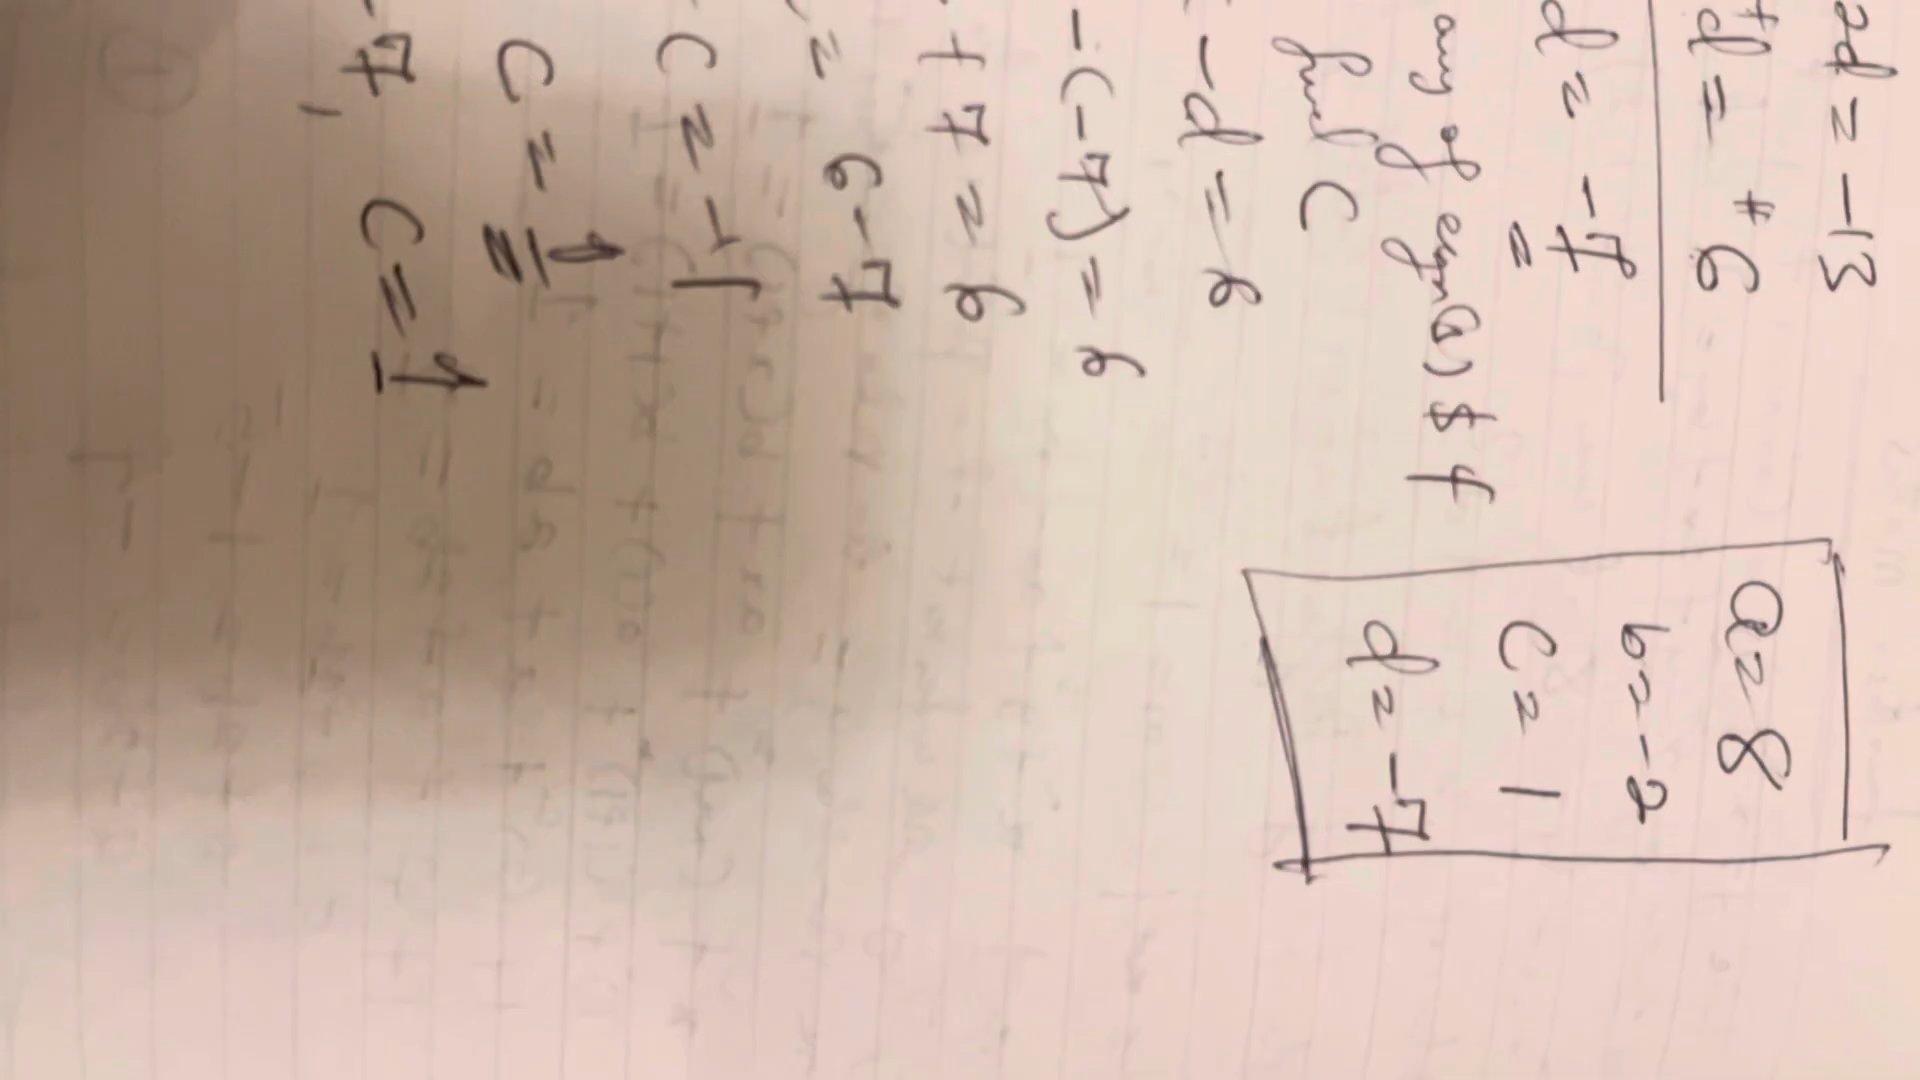 2d = -13
+d = +6
d = -7
any of eqn(s) $ f
find C
-d = 6
-(-7) = 6
+7 = 6
= 6-7
C = -1
C = 1
-7, C = 1
a = 8
b = -2
C = 1
d = -7